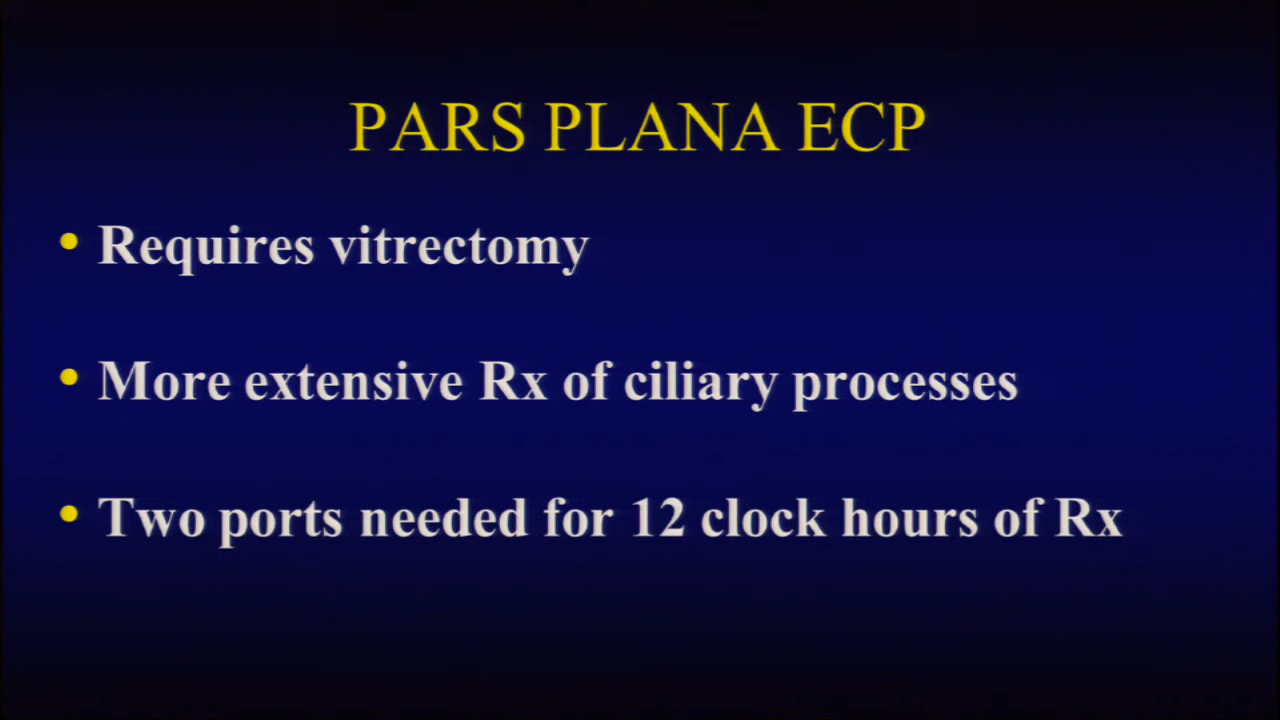 PARS PLANA ECP
• Requires vitrectomy
• More extensive Rx of ciliary processes
• Two ports needed for 12 clock hours of Rx